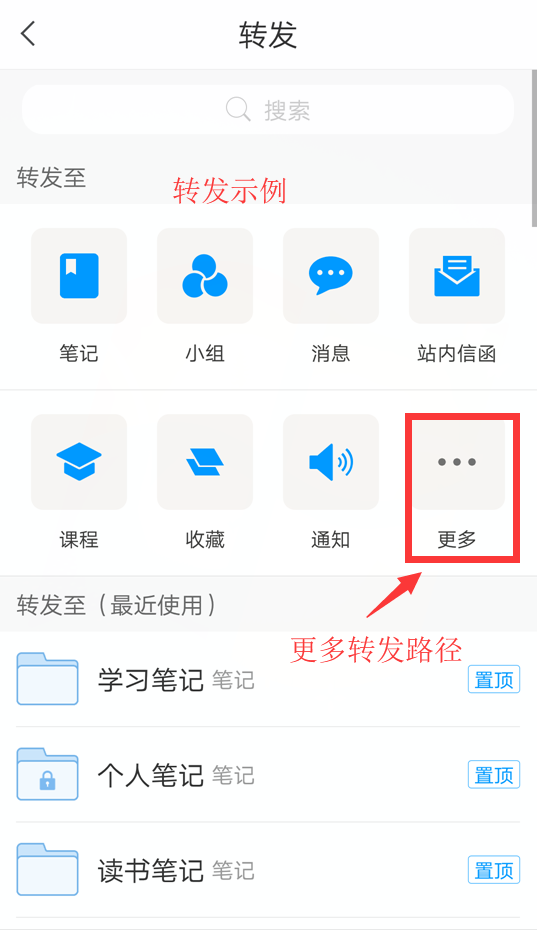 转发
搜索
转发至
转发示例
笔记 小组 消息 站内信函
课程 收藏 通知 更多
转发至（最近使用）
更多转发路径
学习笔记 笔记 置顶
个人笔记 笔记 置顶
读书笔记 笔记 置顶